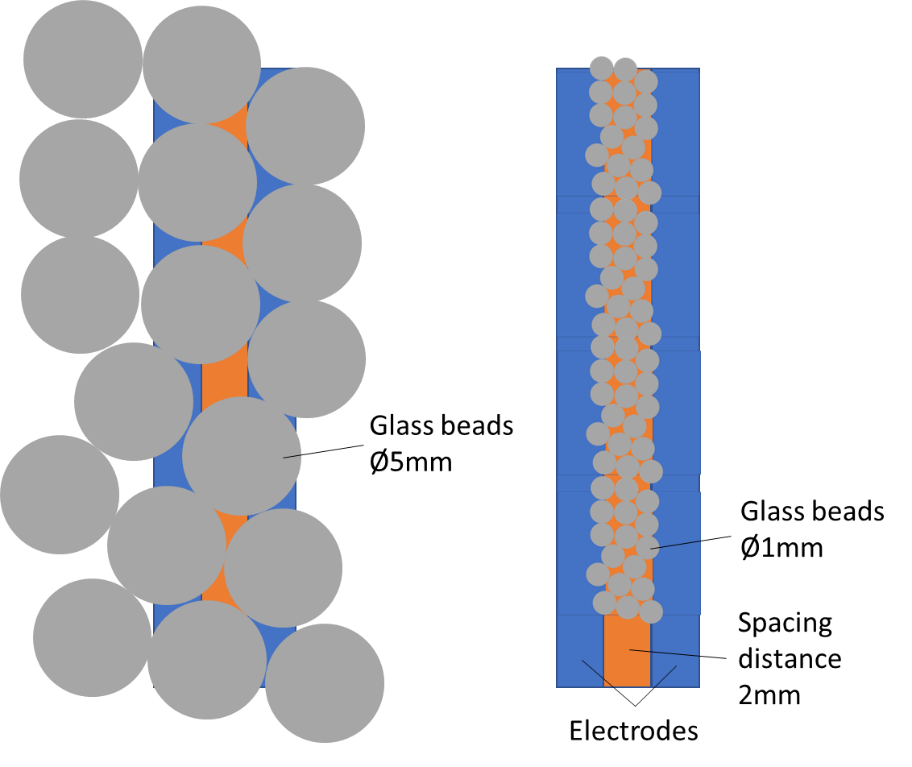 Glass beads
Ø5mm
Glass beads
Ø1mm
Spacing
distance
2mm
Electrodes